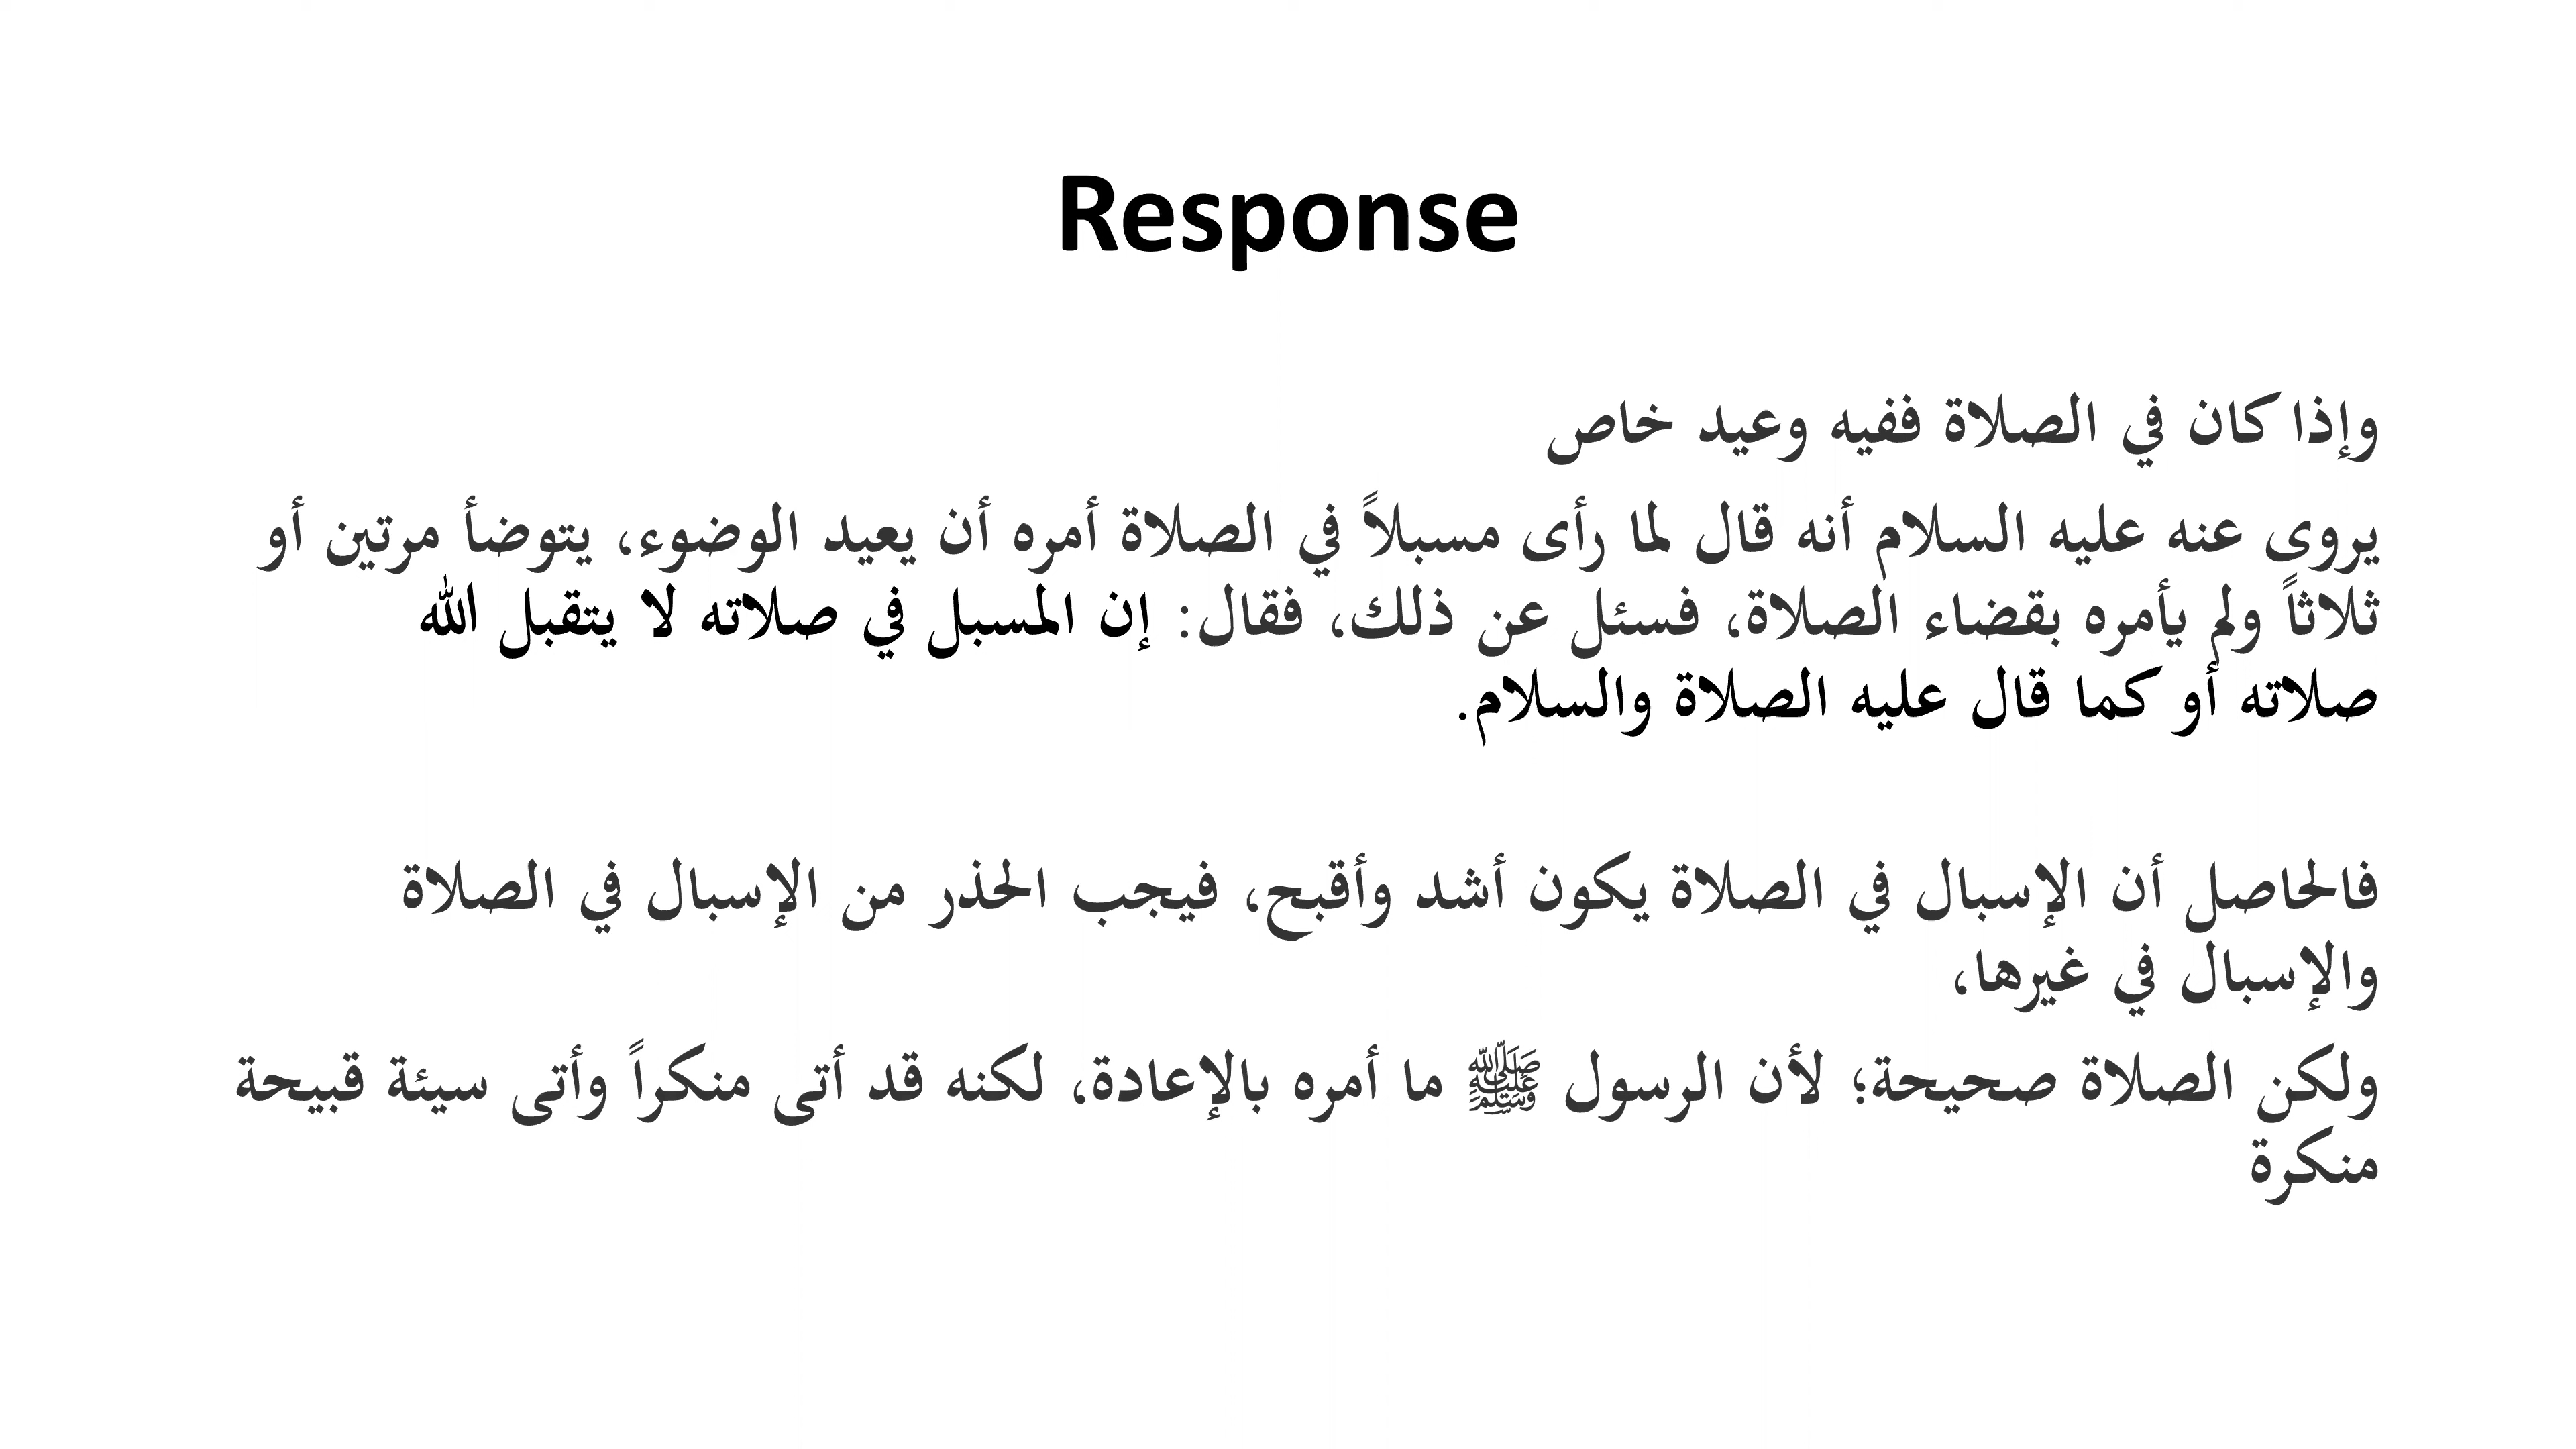 Response
وإذا كان في الصلاة ففيه وعيد خاص
يروى عنه عليه السلام أنه قال لما رأى مسبلاً في الصلاة أمره أن يعيد الوضوء، يتوضأ مرتين أو
ثلاثاً ولم يأمره بقضاء الصلاة، فسئل عن ذلك، فقال: إن المسبل في صلاته لا يتقبل الله
صلاته أو كما قال عليه الصلاة والسلام.
فالحاصل أن الإسبال في الصلاة يكون أشد وأقبح، فيجب الحذر من الإسبال في الصلاة
والإسبال في غيرها،
ولكن الصلاة صحيحة؛ لأن الرسول ﷺ ما أمره بالإعادة، لكنه قد أتى منكراً وأتى سيئة قبيحة
منكرة